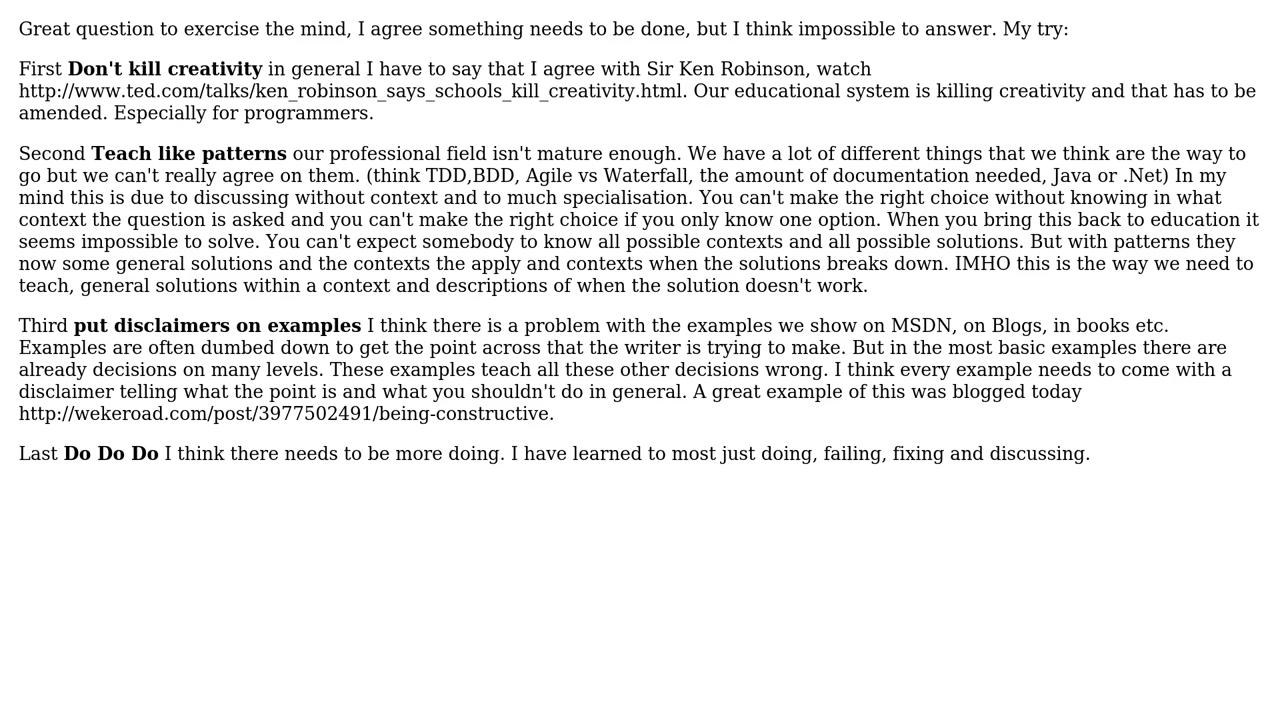 Great question to exercise the mind, I agree something needs to be done, but I think impossible to answer. My try:
First Don't kill creativity in general I have to say that I agree with Sir Ken Robinson, watch
http://www.ted.com/talks/ken_robinson_says_schools_kill_creativity.html. Our educational system is killing creativity and that has to be
amended. Especially for programmers.
Second Teach like patterns our professional field isn't mature enough. We have a lot of different things that we think are the way to
go but we can't really agree on them. (think TDD,BDD, Agile vs Waterfall, the amount of documentation needed, Java or .Net) In my
mind this is due to discussing without context and to much specialisation. You can't make the right choice without knowing in what
context the question is asked and you can't make the right choice if you only know one option. When you bring this back to education it
seems impossible to solve. You can't expect somebody to know all possible contexts and all possible solutions. But with patterns they
now some general solutions and the contexts the apply and contexts when the solutions breaks down. IMHO this is the way we need to
teach, general solutions within a context and descriptions of when the solution doesn't work.
Third put disclaimers on examples I think there is a problem with the examples we show on MSDN, on Blogs, in books etc.
Examples are often dumbed down to get the point across that the writer is trying to make. But in the most basic examples there are
already decisions on many levels. These examples teach all these other decisions wrong. I think every example needs to come with a
disclaimer telling what the point is and what you shouldn't do in general. A great example of this was blogged today
http://wekeroad.com/post/3977502491/being-constructive.
Last Do Do Do I think there needs to be more doing. I have learned to most just doing, failing, fixing and discussing.